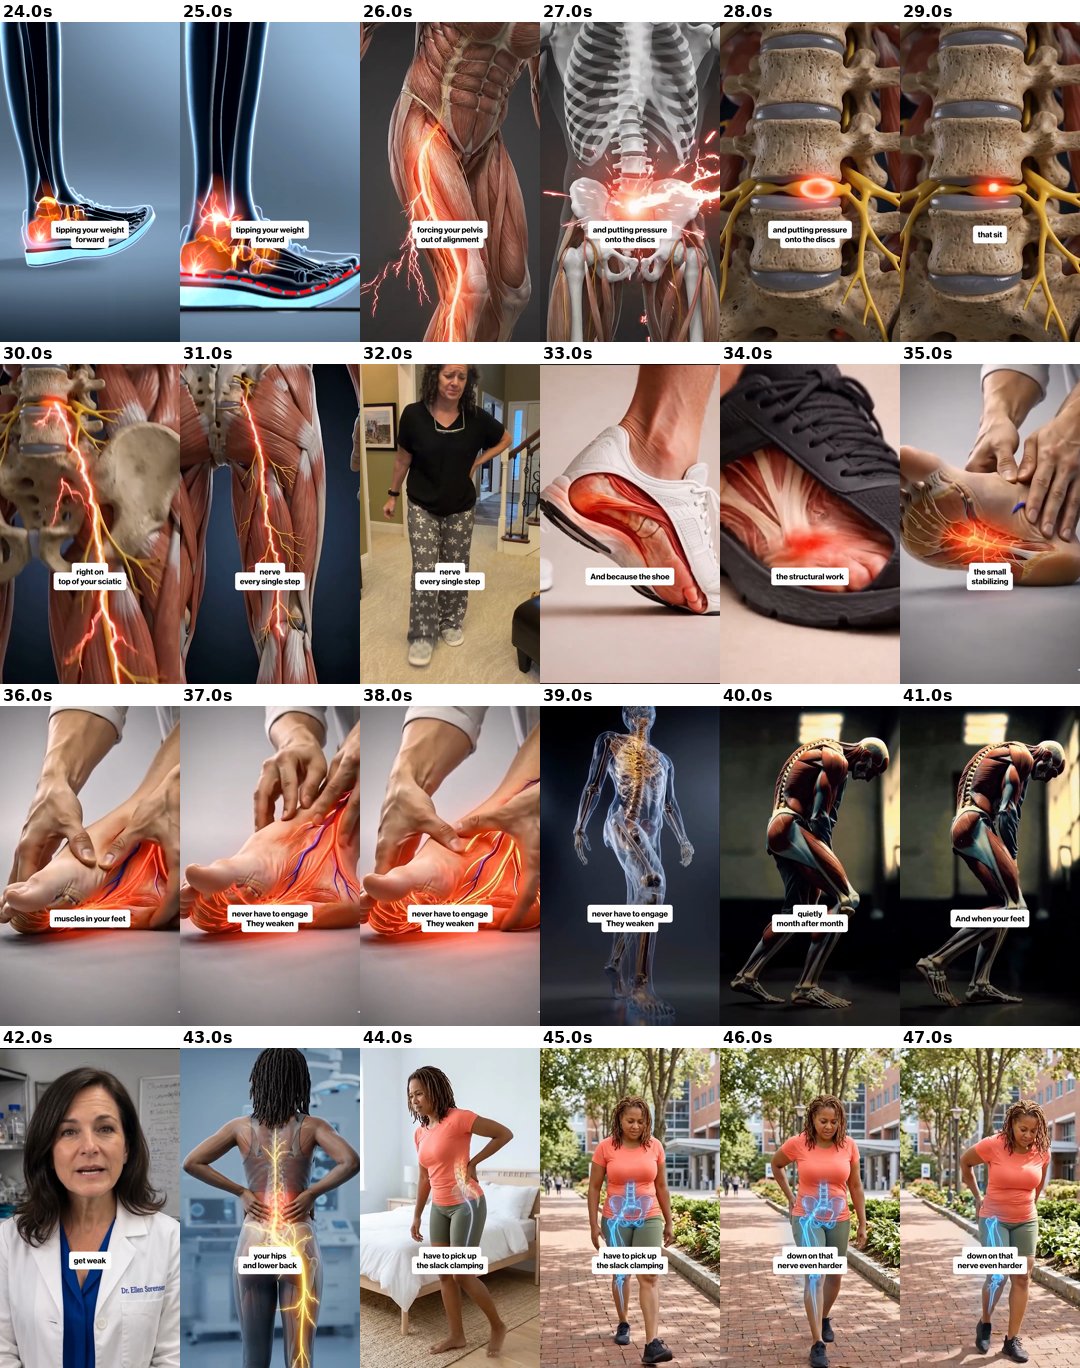 24.0s
25.0s
26.0s
27.0s
28.0s
29.0s
tipping your weight
forward
tipping your weight
forward
forcing your pelvis
out of alignment
and putting pressure
onto the discs
and putting pressure
onto the discs
that sit
30.0s
31.0s
32.0s
33.0s
34.0s
35.0s
right on
top of your sciatic
nerve
every single step
nerve
every single step
And because the shoe
the structural work
the small
stabilizing
36.0s
37.0s
38.0s
39.0s
40.0s
41.0s
muscles in your feet
never have to engage
They weaken
never have to engage
They weaken
never have to engage
They weaken
quietly
month after month
And when your feet
42.0s
43.0s
44.0s
45.0s
46.0s
47.0s
get weak
Dr. Ellen Sorensen
your hips
and lower back
have to pick up
the slack clamping
have to pick up
the slack clamping
down on that
nerve even harder
down on that
nerve even harder